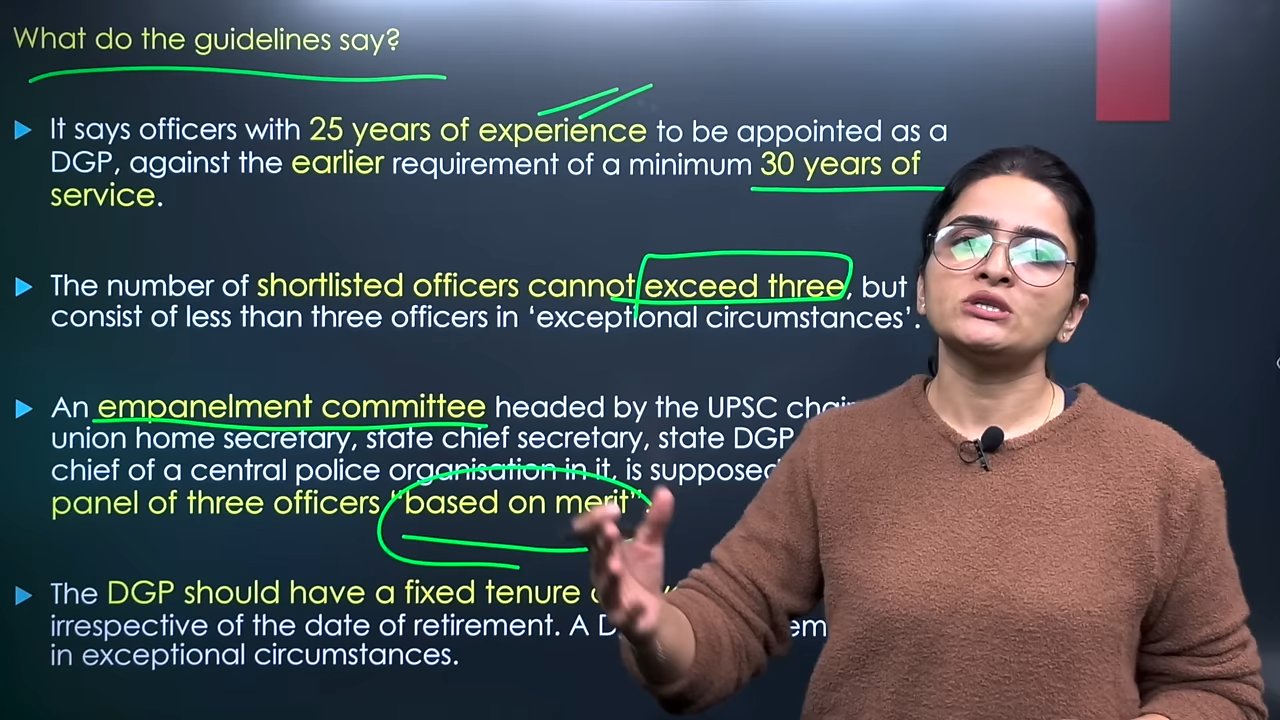 What do the guidelines say?
It says officers with 25 years of experience to be appointed as a
DGP, against the earlier requirement of a minimum 30 years of
service.
The number of shortlisted officers cannot exceed three, but
consist of less than three officers in ‘exceptional circumstances’.
An empanelment committee headed by the UPSC
union home secretary, state chief secretary, state DGP
chief of a central police organisation in it, is supposed
panel of three officers “based on merit”.
The DGP should have a fixed tenure
irrespective of the date of retirement. A
in exceptional circumstances.